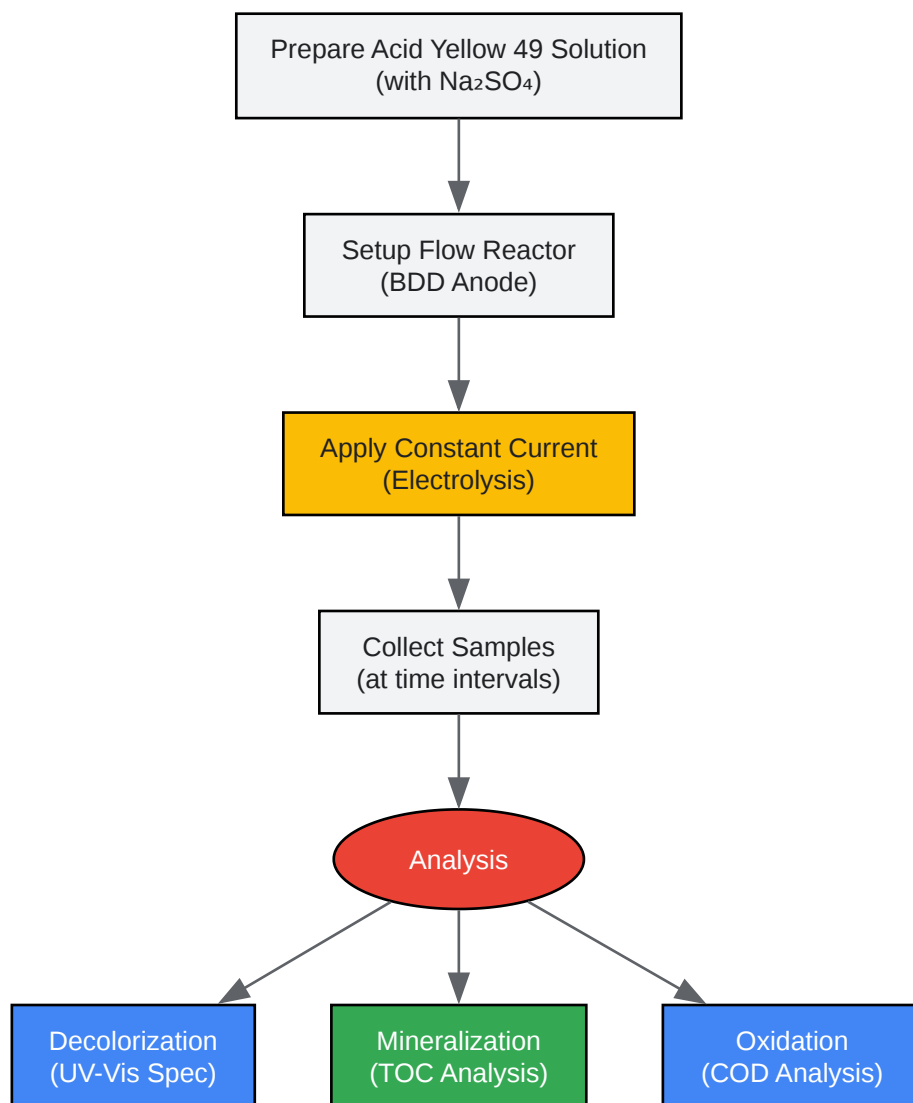 Prepare Acid Yellow 49 Solution
(with Na₂SO₄)
Setup Flow Reactor
(BDD Anode)
Apply Constant Current
(Electrolysis)
Collect Samples
(at time intervals)
Analysis
Decolorization
(UV-Vis Spec)
Mineralization
(TOC Analysis)
Oxidation
(COD Analysis)